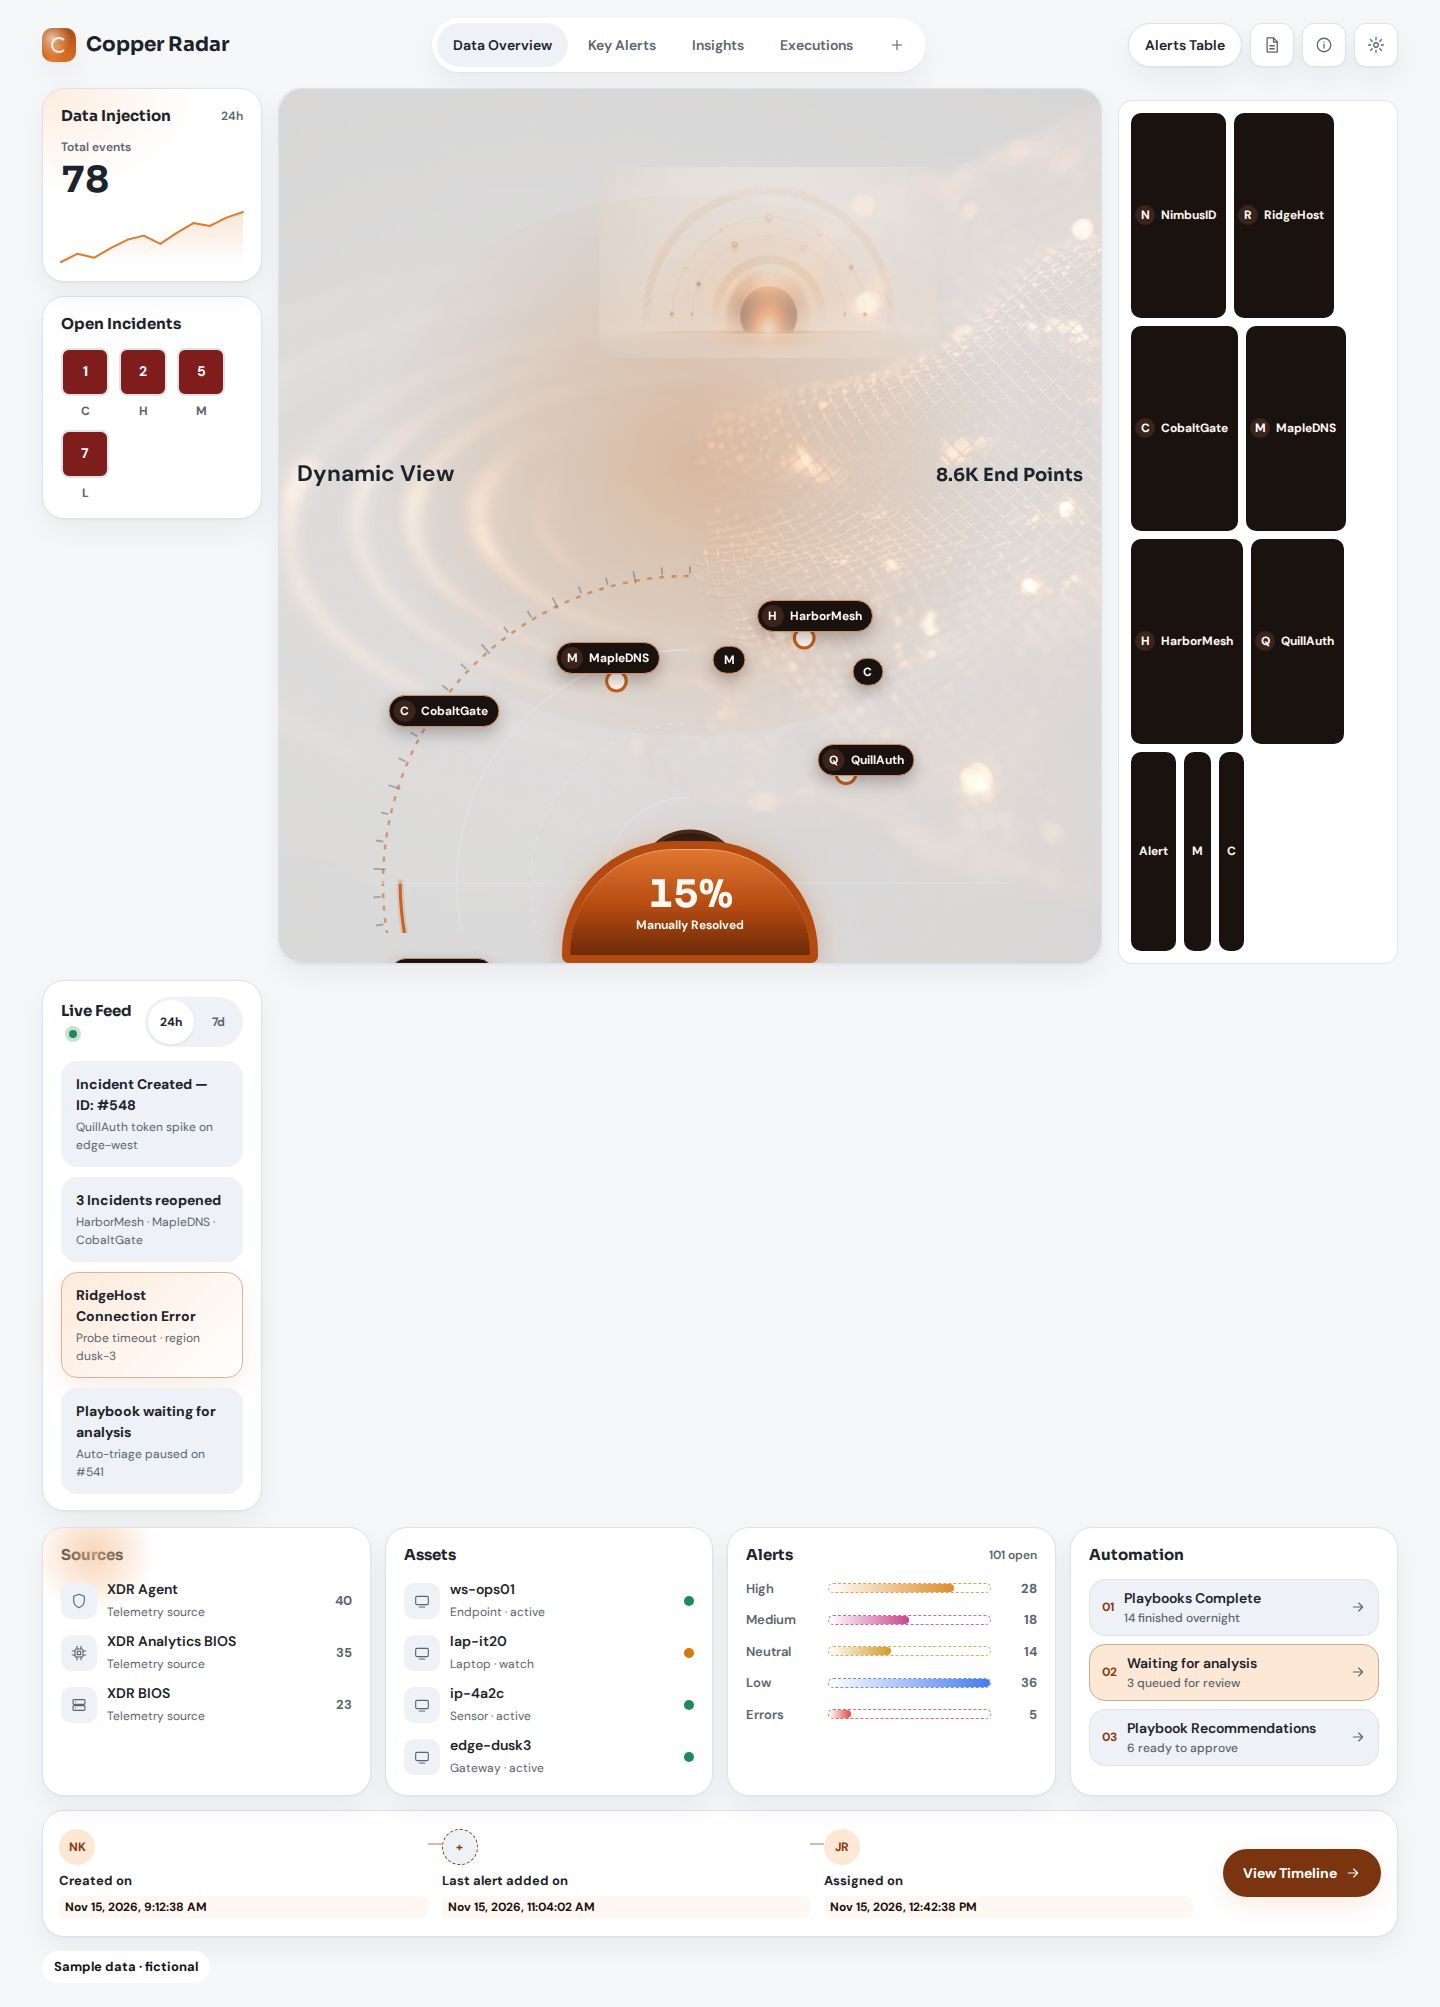 Copper Radar
Data Overview
Key Alerts
Insights
Executions
+
Alerts Table
Data Injection
24h
Total events
78
Open Incidents
1
2
5
C
H
M
7
L
Dynamic View
8.6K End Points
H HarborMesh
M MapleDNS
M
C
C CobaltGate
Q QuillAuth
15%
Manually Resolved
N NimbusID
R RidgeHost
C CobaltGate
M MapleDNS
H HarborMesh
Q QuillAuth
Alert
M
C
Live Feed
24h
7d
Incident Created —
ID: #548
QuillAuth token spike on
edge-west
3 Incidents reopened
HarborMesh · MapleDNS ·
CobaltGate
RidgeHost
Connection Error
Probe timeout · region
dusk-3
Playbook waiting for
analysis
Auto-triage paused on
#541
Sources
XDR Agent
Telemetry source
40
XDR Analytics BIOS
Telemetry source
35
XDR BIOS
Telemetry source
23
Assets
ws-ops01
Endpoint · active
lap-it20
Laptop · watch
ip-4a2c
Sensor · active
edge-dusk3
Gateway · active
Alerts
101 open
High 28
Medium 18
Neutral 14
Low 36
Errors 5
Automation
01 Playbooks Complete
14 finished overnight
02 Waiting for analysis
3 queued for review
03 Playbook Recommendations
6 ready to approve
NK
Created on
Nov 15, 2026, 9:12:38 AM
+
Last alert added on
Nov 15, 2026, 11:04:02 AM
JR
Assigned on
Nov 15, 2026, 12:42:38 PM
View Timeline
Sample data · fictional